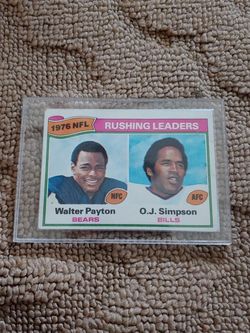 1976 NFL
RUSHING LEADERS
NFC
AFC
Walter Payton
O.J. Simpson
BEARS
BILLS